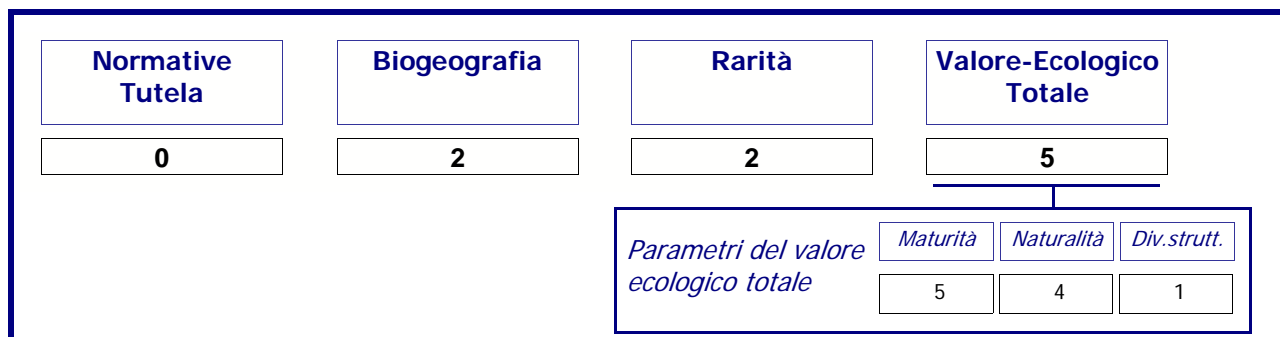 Normative
Tutela
Biogeografia
Rarità
Valore-Ecologico
Totale
0
2
2
5
Parametri del valore
ecologico totale
Maturità
Naturalità
Div.strutt.
5
4
1